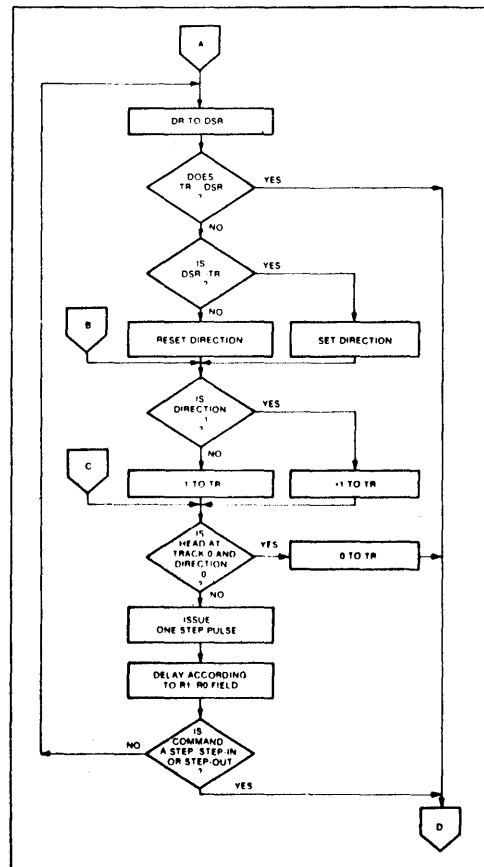 A
DR TO DSR
DOES
TR DSR
?
YES
NO
IS
DSR TR
?
YES
NO
B
RESET DIRECTION
SET DIRECTION
IS
DIRECTION
1
?
YES
NO
C
1 TO TR
+1 TO TR
IS
HEAD AT
TRACK 0 AND
DIRECTION
0
?
YES
0 TO TR
NO
ISSUE
ONE STEP PULSE
DELAY ACCORDING
TO R1 R0 FIELD
IS
COMMAND
A STEP STEP-IN
OR STEP-OUT
?
NO
YES
D